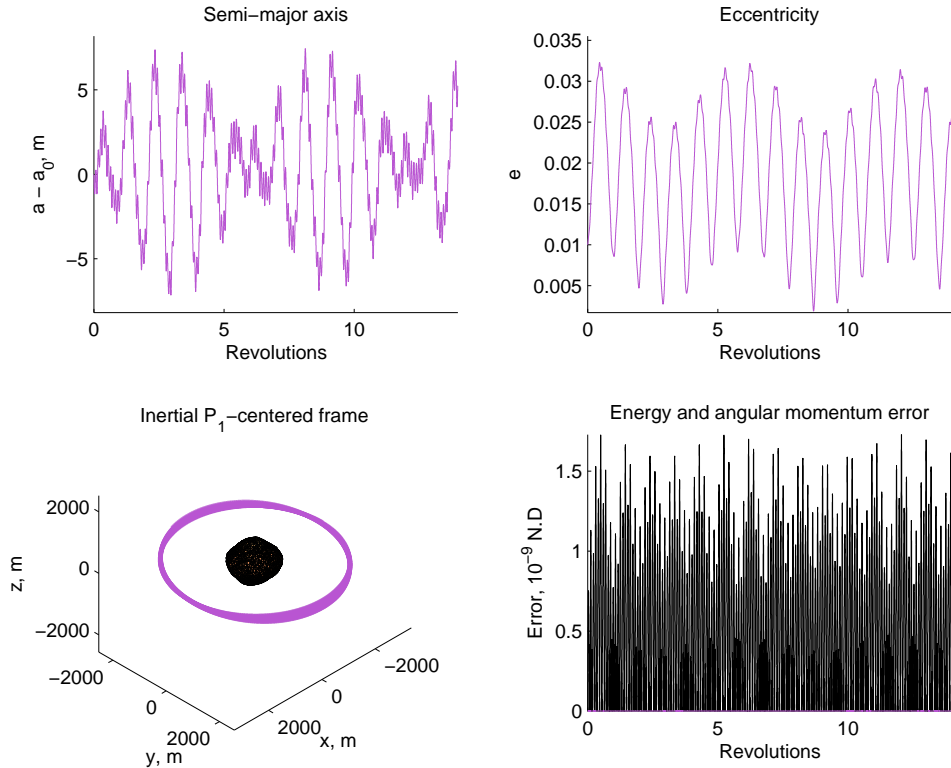 Semi−major axis
5
0
−5
a − a₀, m
0
5
10
Revolutions
Eccentricity
0.035
0.03
0.025
0.02
0.015
0.01
0.005
e
0
5
10
Revolutions
Inertial P₁−centered frame
2000
0
−2000
z, m
−2000
0
2000
y, m
−2000
0
2000
x, m
Energy and angular momentum error
1.5
1
0.5
0
Error, 10⁻⁹ N.D
0
5
10
Revolutions